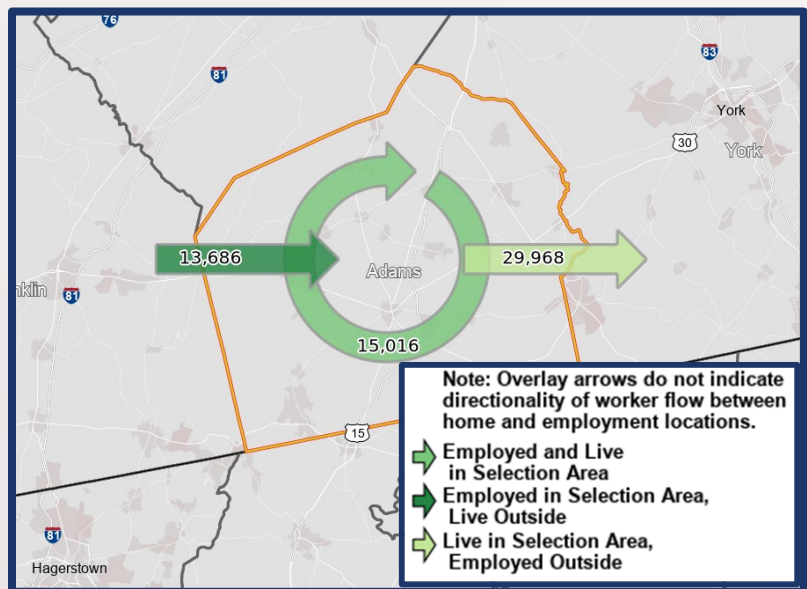 76
81
83
York
30
York
13,686
29,968
Adams
nklin
81
15,016
15
81
Hagerstown
Note: Overlay arrows do not indicate
directionality of worker flow between
home and employment locations.
Employed and Live
in Selection Area
Employed in Selection Area,
Live Outside
Live in Selection Area,
Employed Outside